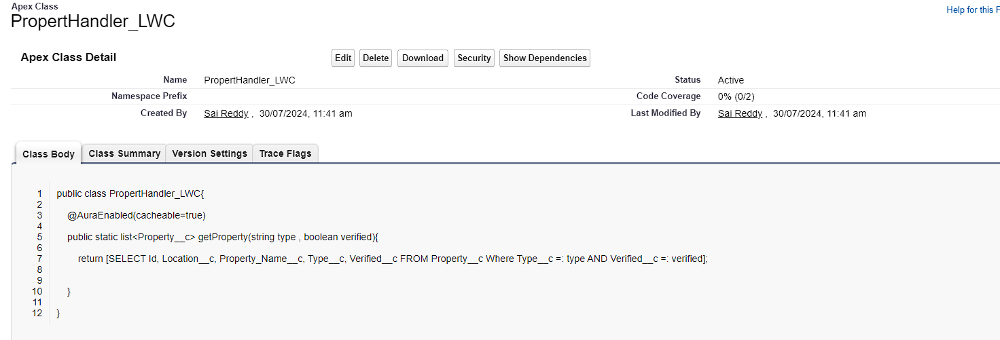 Apex Class
PropertHandler_LWC
Help for this P
Apex Class Detail
Edit Delete Download Security Show Dependencies
Name PropertHandler_LWC Status Active
Namespace Prefix Code Coverage 0% (0/2)
Created By Sai Reddy , 30/07/2024, 11:41 am Last Modified By Sai Reddy , 30/07/2024, 11:41 am
Class Body Class Summary Version Settings Trace Flags
1 public class PropertHandler_LWC{
2
3 @AuraEnabled(cacheable=true)
4
5 public static list<Property__c> getProperty(string type , boolean verified){
6
7 return [SELECT Id, Location__c, Property_Name__c, Type__c, Verified__c FROM Property__c Where Type__c =: type AND Verified__c =: verified];
8
9
10 }
11
12 }